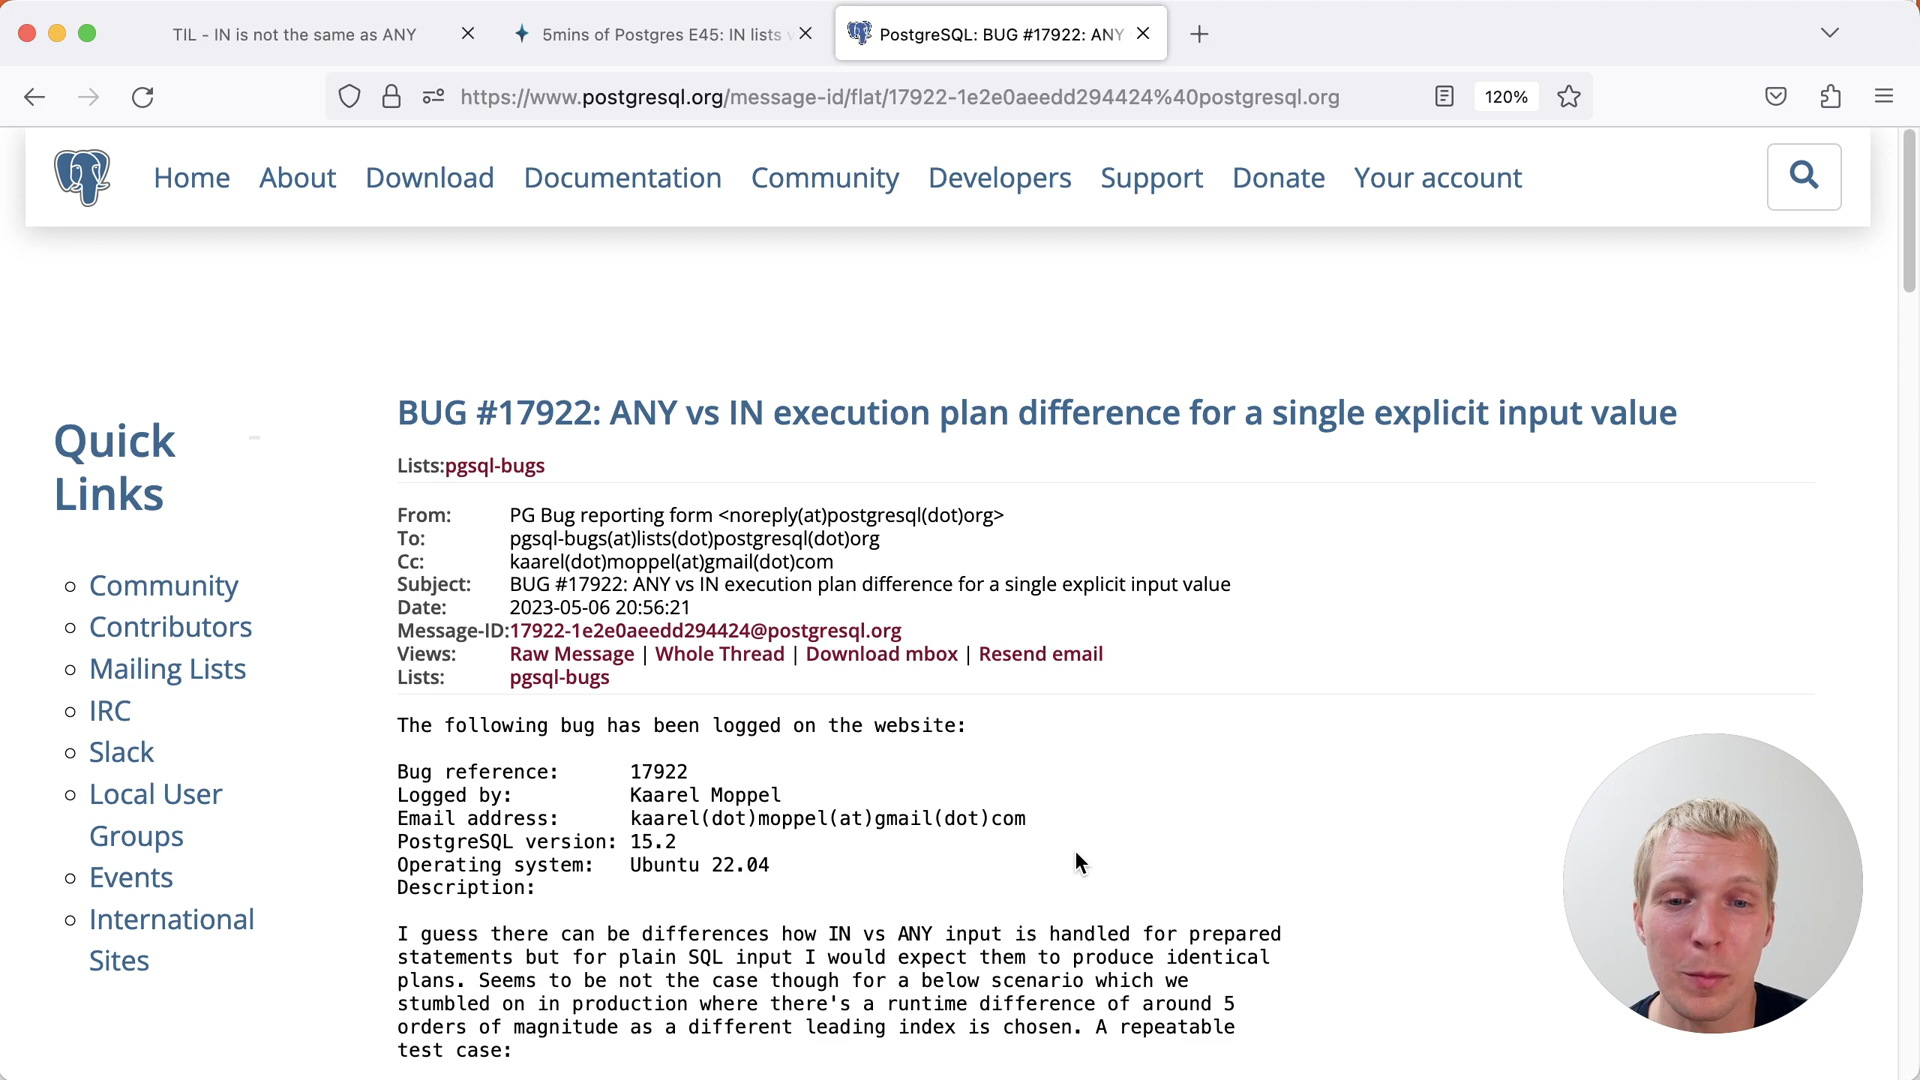 TIL - IN is not the same as ANY
5mins of Postgres E45: IN lists
PostgreSQL: BUG #17922: ANY
https://www.postgresql.org/message-id/flat/17922-1e2e0aeedd294424%40postgresql.org
120%
Home About Download Documentation Community Developers Support Donate Your account
Quick
Links
Community
Contributors
Mailing Lists
IRC
Slack
Local User
Groups
Events
International
Sites
BUG #17922: ANY vs IN execution plan difference for a single explicit input value
Lists:pgsql-bugs
From: PG Bug reporting form <noreply(at)postgresql(dot)org>
To: pgsql-bugs(at)lists(dot)postgresql(dot)org
Cc: kaarel(dot)moppel(at)gmail(dot)com
Subject: BUG #17922: ANY vs IN execution plan difference for a single explicit input value
Date: 2023-05-06 20:56:21
Message-ID:17922-1e2e0aeedd294424@postgresql.org
Views: Raw Message | Whole Thread | Download mbox | Resend email
Lists: pgsql-bugs
The following bug has been logged on the website:
Bug reference: 17922
Logged by: Kaarel Moppel
Email address: kaarel(dot)moppel(at)gmail(dot)com
PostgreSQL version: 15.2
Operating system: Ubuntu 22.04
Description:
I guess there can be differences how IN vs ANY input is handled for prepared
statements but for plain SQL input I would expect them to produce identical
plans. Seems to be not the case though for a below scenario which we
stumbled on in production where there's a runtime difference of around 5
orders of magnitude as a different leading index is chosen. A repeatable
test case: